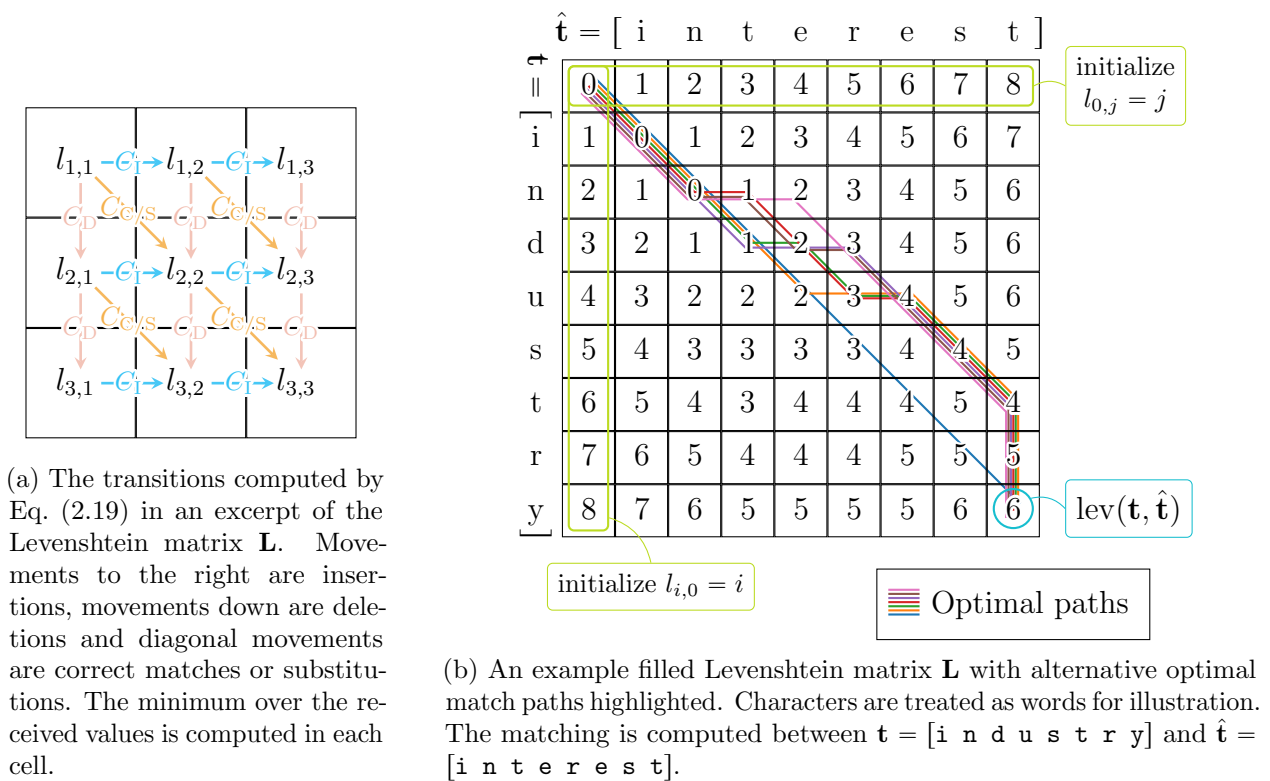 t̂ = [ i n t e r e s t ]
t = [ i n d u s t r y ]
0 1 2 3 4 5 6 7 8
1 0 1 2 3 4 5 6 7
2 1 0 1 2 3 4 5 6
3 2 1 1 2 3 4 5 6
4 3 2 2 2 3 4 5 6
5 4 3 3 3 3 4 4 5
6 5 4 3 4 4 4 5 4
7 6 5 4 4 4 5 5 5
8 7 6 5 5 5 5 6 6
initialize
l0,j = j
initialize li,0 = i
lev(t, t̂)
Optimal paths
l1,1 CI l1,2 CI l1,3
CD CC/S CD CC/S CD
l2,1 CI l2,2 CI l2,3
CD CC/S CD CC/S CD
l3,1 CI l3,2 CI l3,3
(a) The transitions computed by
Eq. (2.19) in an excerpt of the
Levenshtein matrix L. Move-
ments to the right are inser-
tions, movements down are dele-
tions and diagonal movements
are correct matches or substitu-
tions. The minimum over the re-
ceived values is computed in each
cell.
(b) An example filled Levenshtein matrix L with alternative optimal
match paths highlighted. Characters are treated as words for illustration.
The matching is computed between t = [i n d u s t r y] and t̂ =
[i n t e r e s t].